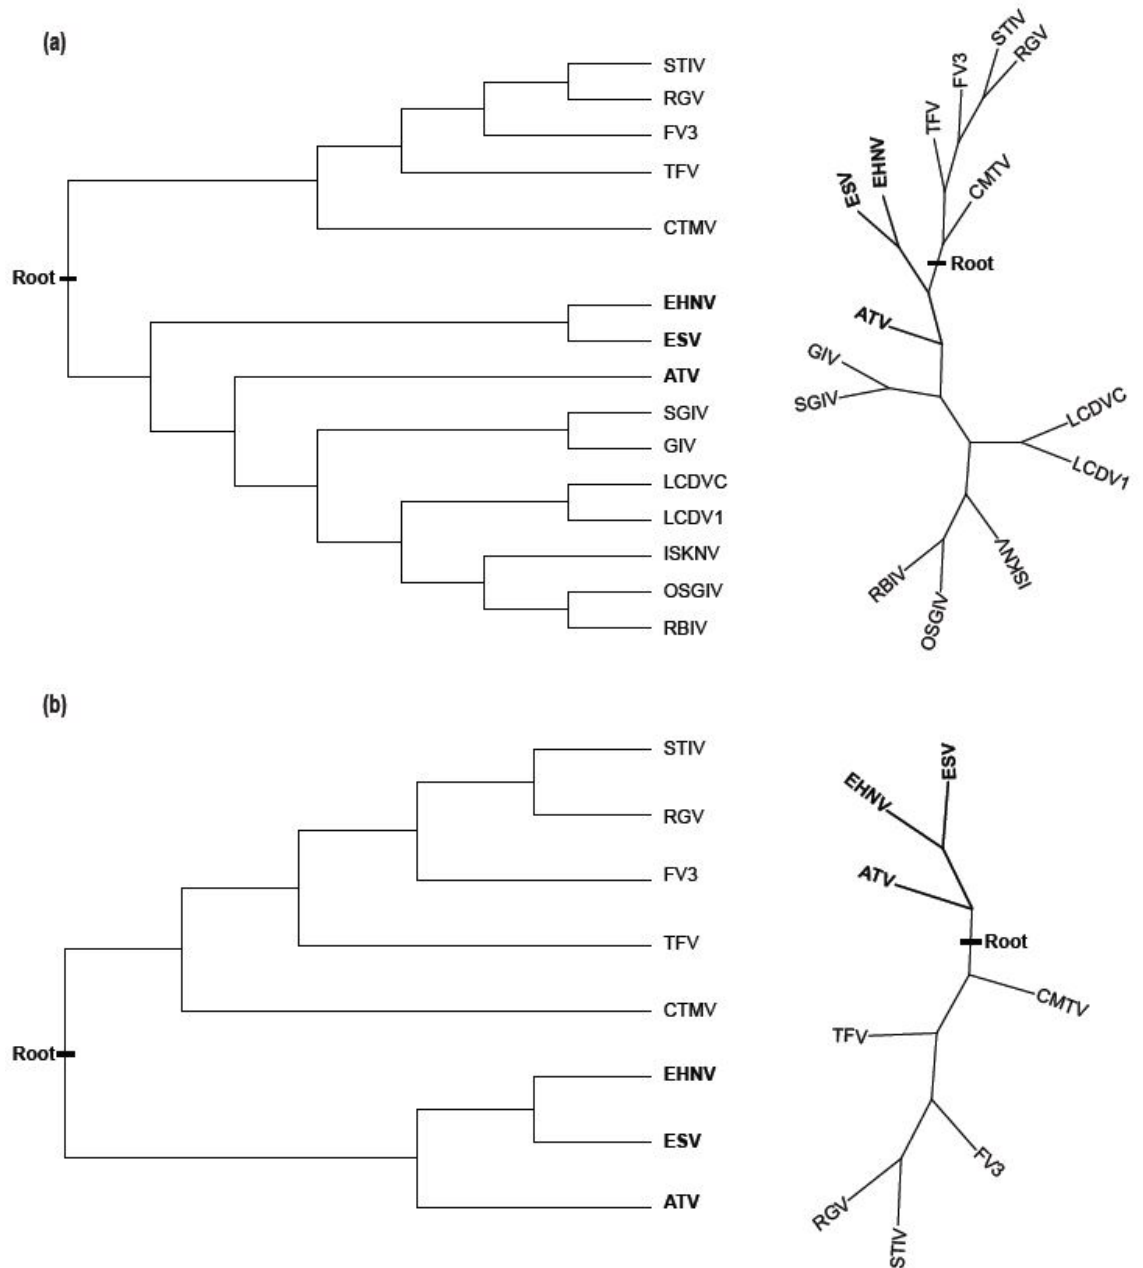 (a)
STIV
RGV
FV3
TFV
CTMV
Root
EHNV
ESV
ATV
SGIV
GIV
LCDVC
LCDV1
ISKNV
OSGIV
RBIV
STIV
RGV
FV3
TFV
CMTV
EHNV
ESV
Root
ATV
GIV
SGIV
LCDVC
LCDV1
ISKNV
RBIV
OSGIV
(b)
STIV
RGV
FV3
TFV
CTMV
Root
EHNV
ESV
ATV
ESV
EHNV
ATV
Root
CMTV
TFV
FV3
RGV
STIV